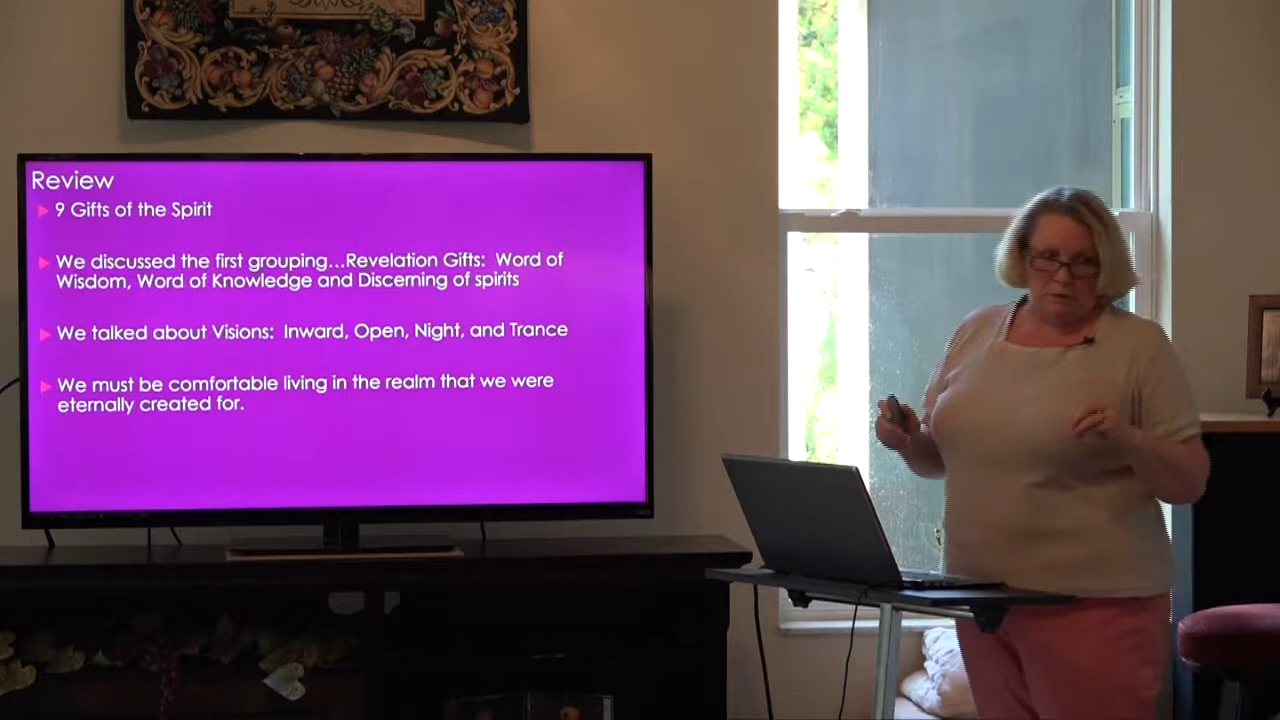 Review
9 Gifts of the Spirit
We discussed the first grouping...Revelation Gifts: Word of
Wisdom, Word of Knowledge and Discerning of spirits
We talked about Visions: Inward, Open, Night, and Trance
We must be comfortable living in the realm that we were
eternally created for.